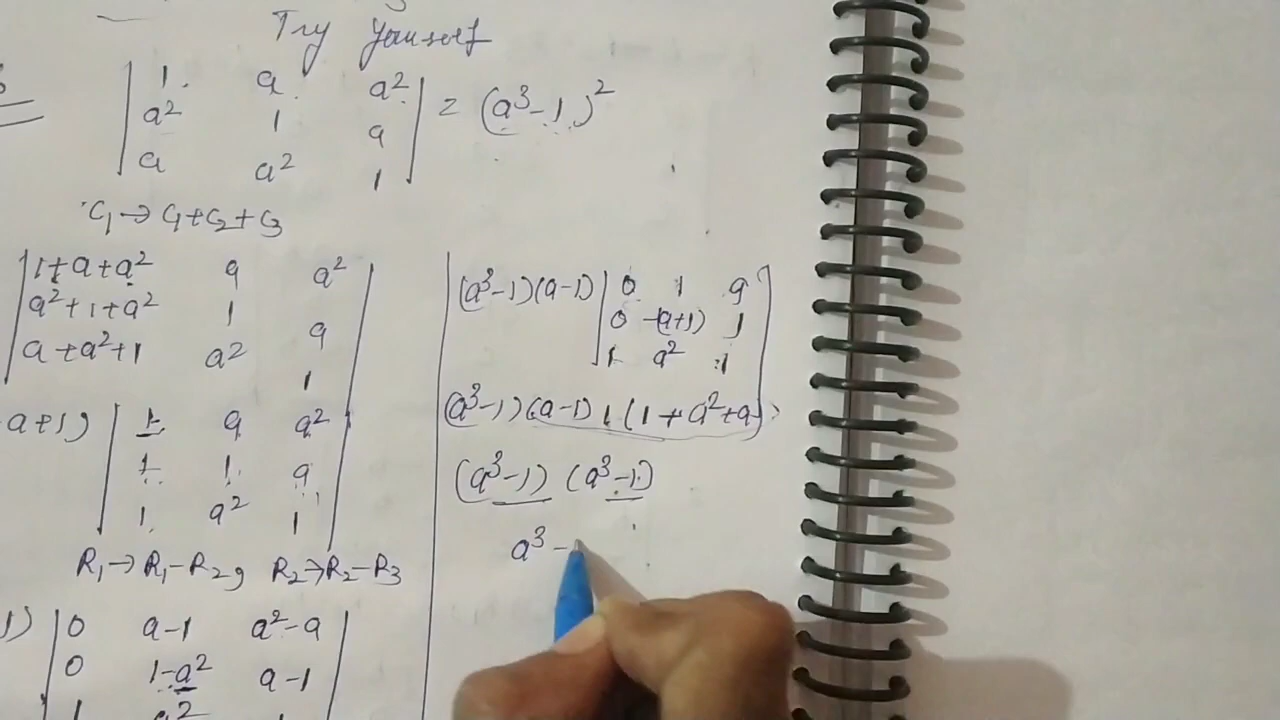 Try Yourself
| 1 a a² |
| a² 1 a | = (a³-1)²
| a a² 1 |
C₁→C₁+C₂+C₃
| 1+a+a² a a² |
| a²+1+a² 1 a |
| a+a²+1 a² 1 |
a+1) | 1 a a² |
| 1 1 a |
| 1 a² 1 |
R₁→R₁-R₂, R₂→R₂-R₃
1) | 0 a-1 a²-a |
| 0 1-a² a-1 |
| 1 a² 1
(a³-1)(a-1) | 0 1 a |
| 0 -(a+1) 1 |
| 1 a² 1 |
(a³-1)(a-1) 1 (1+a²+a)
(a³-1) (a³-1)
a³-